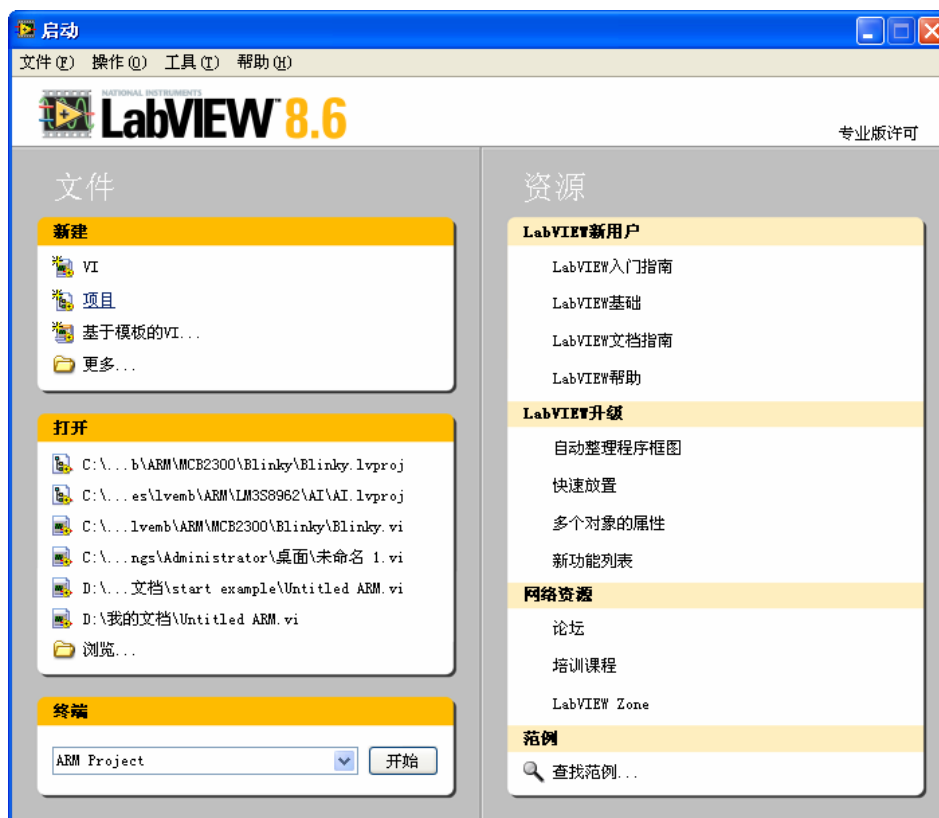 启动
文件(F) 操作(O) 工具(T) 帮助(H)
NATIONAL INSTRUMENTS
LabVIEW™ 8.6
专业版许可
文件
新建
VI
项目
基于模板的VI...
更多...
打开
C:\...b\ARM\MCB2300\Blinky\Blinky.lvproj
C:\...es\lvemb\ARM\LM3S8962\AI\AI.lvproj
C:\...lvemb\ARM\MCB2300\Blinky\Blinky.vi
C:\...ngs\Administrator\桌面\未命名 1.vi
D:\...文档\start example\Untitled ARM.vi
D:\我的文档\Untitled ARM.vi
浏览...
终端
ARM Project
开始
资源
LabVIEW新用户
LabVIEW入门指南
LabVIEW基础
LabVIEW文档指南
LabVIEW帮助
LabVIEW升级
自动整理程序框图
快速放置
多个对象的属性
新功能列表
网络资源
论坛
培训课程
LabVIEW Zone
范例
查找范例...